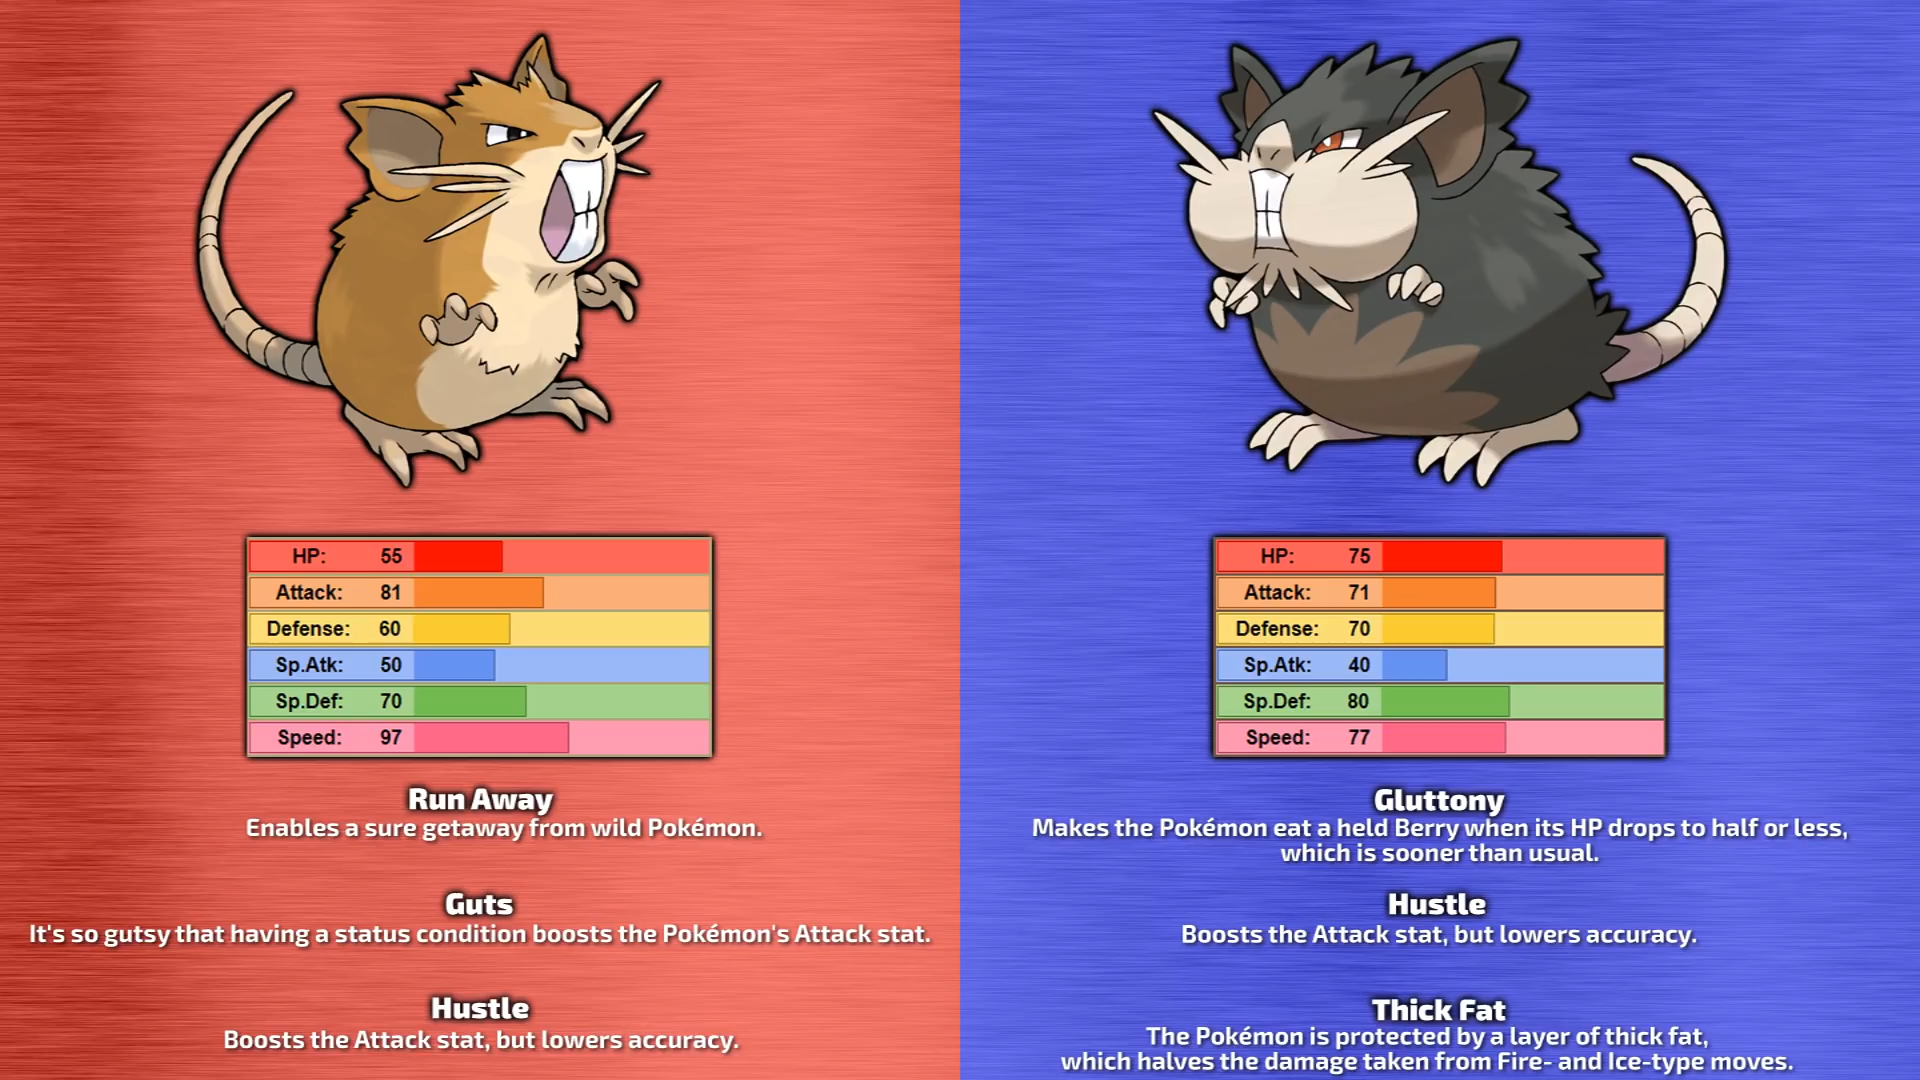 HP: 55
Attack: 81
Defense: 60
Sp.Atk: 50
Sp.Def: 70
Speed: 97
Run Away
Enables a sure getaway from wild Pokémon.
Guts
It's so gutsy that having a status condition boosts the Pokémon's Attack stat.
Hustle
Boosts the Attack stat, but lowers accuracy.
HP: 75
Attack: 71
Defense: 70
Sp.Atk: 40
Sp.Def: 80
Speed: 77
Gluttony
Makes the Pokémon eat a held Berry when its HP drops to half or less,
which is sooner than usual.
Hustle
Boosts the Attack stat, but lowers accuracy.
Thick Fat
The Pokémon is protected by a layer of thick fat,
which halves the damage taken from Fire- and Ice-type moves.